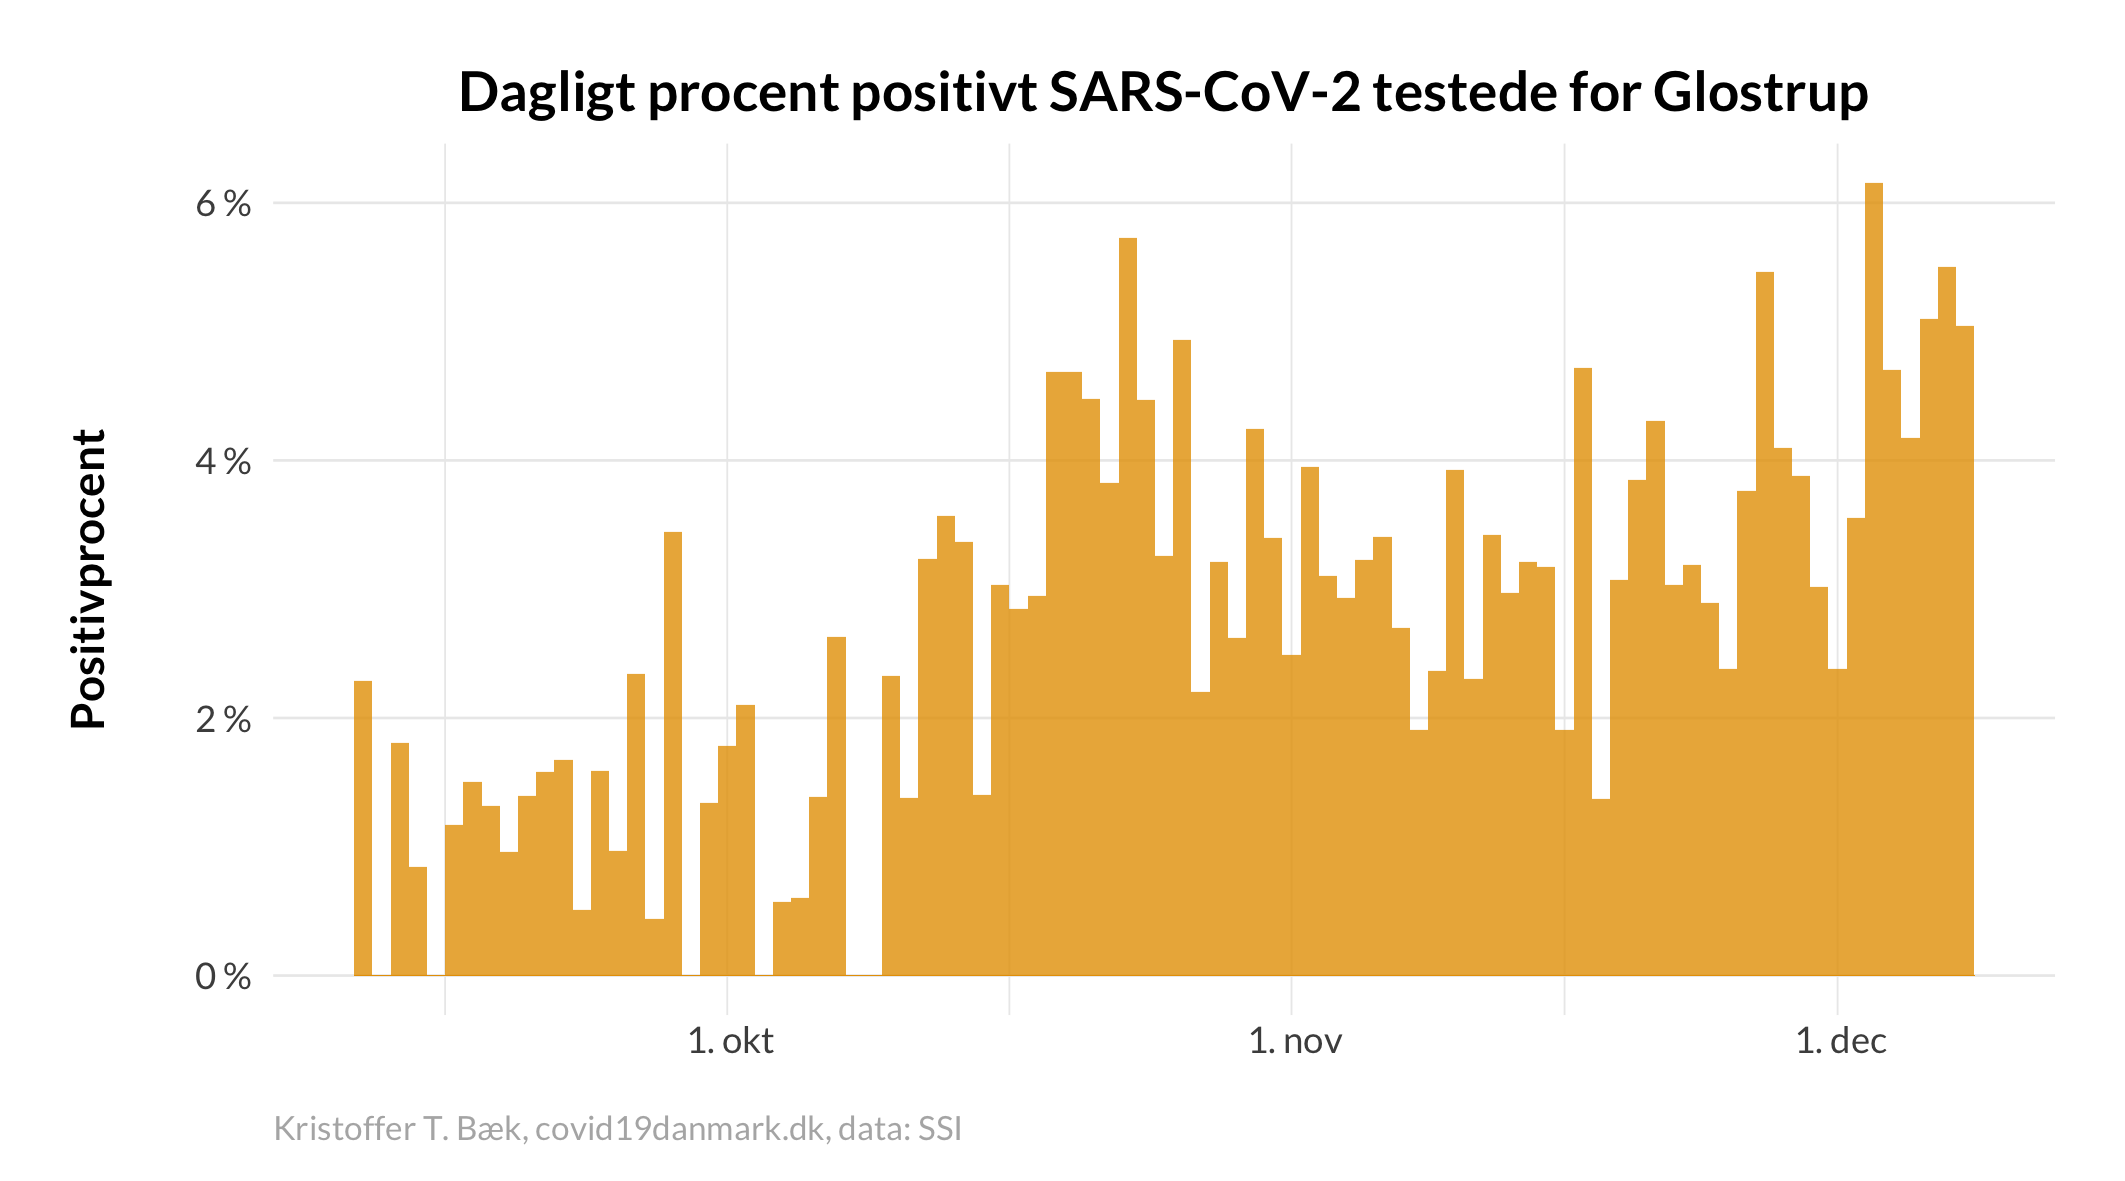 Dagligt procent positivt SARS-CoV-2 testede for Glostrup
Positivprocent
6 %
4 %
2 %
0 %
1. okt
1. nov
1. dec
Kristoffer T. Bæk, covid19danmark.dk, data: SSI